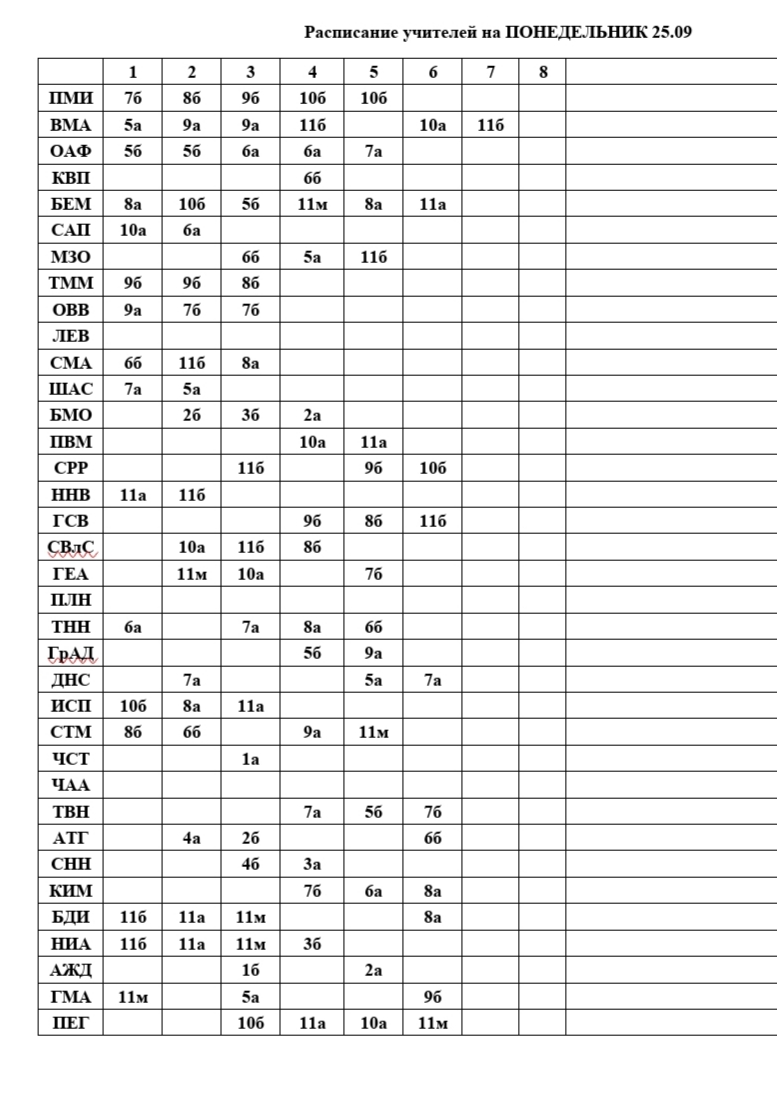 Расписание учителей на ПОНЕДЕЛЬНИК 25.09
1 2 3 4 5 6 7 8
ПМИ 7б 8б 9б 10б 10б
ВМА 5а 9а 9а 11б 10а 11б
ОАФ 5б 5б 6а 6а 7а
КВП 6б
БЕМ 8а 10б 5б 11м 8а 11а
САП 10а 6а
МЗО 6б 5а 11б
ТММ 9б 9б 8б
ОВВ 9а 7б 7б
ЛЕВ
СМА 6б 11б 8а
ШАС 7а 5а
БМО 2б 3б 2а
ПВМ 10а 11а
СРР 11б 9б 10б
ННВ 11а 11б
ГСВ 9б 8б 11б
СВлС 10а 11б 8б
ГЕА 11м 10а 7б
ПЛН
ТНН 6а 7а 8а 6б
ГрАД 5б 9а
ДНС 7а 5а 7а
ИСП 10б 8а 11а
СТМ 8б 6б 9а 11м
ЧСТ 1а
ЧАА
ТВН 7а 5б 7б
АТГ 4а 2б 6б
СНН 4б 3а
КИМ 7б 6а 8а
БДИ 11б 11а 11м 8а
НИА 11б 11а 11м 3б
АЖД 1б 2а
ГМА 11м 5а 9б
ПЕГ 10б 11а 10а 11м